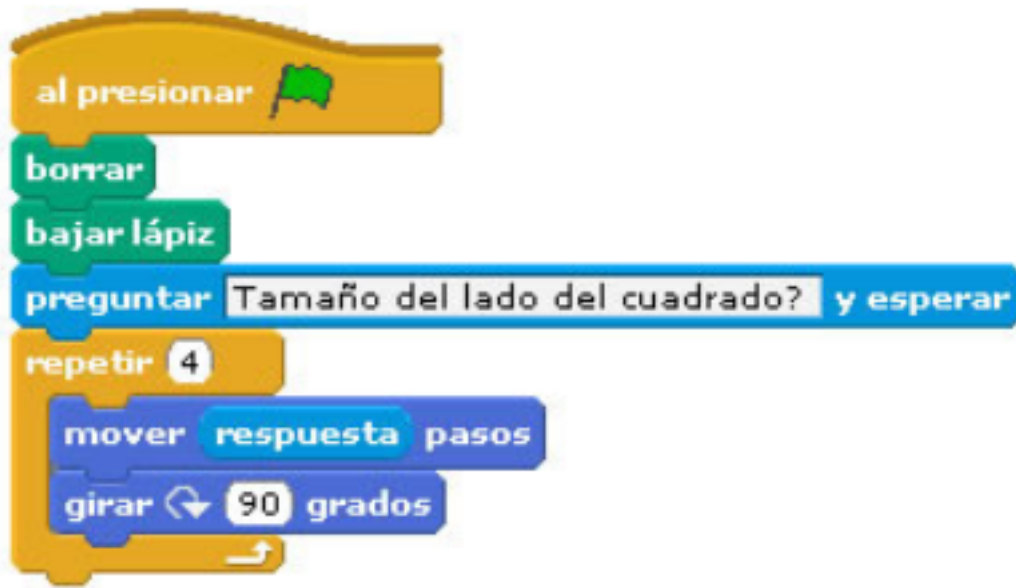 al presionar
borrar
bajar lápiz
preguntar Tamaño del lado del cuadrado? y esperar
repetir 4
mover respuesta pasos
girar 90 grados